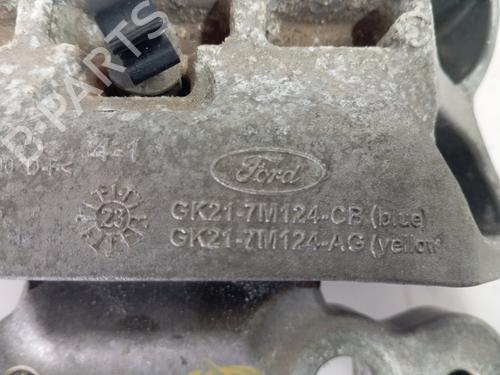 B-PARTS
4-1
Ford
23
GK21-7M124-CB (blue)
GK21-7M124-AG (yellow